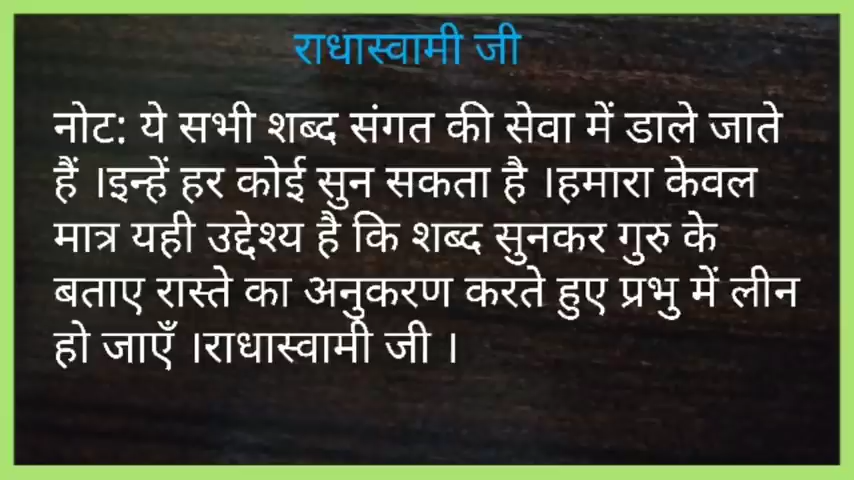 राधास्वामी जी
नोट: ये सभी शब्द संगत की सेवा में डाले जाते
हैं ।इन्हें हर कोई सुन सकता है ।हमारा केवल
मात्र यही उद्देश्य है कि शब्द सुनकर गुरु के
बताए रास्ते का अनुकरण करते हुए प्रभु में लीन
हो जाएँ ।राधास्वामी जी ।